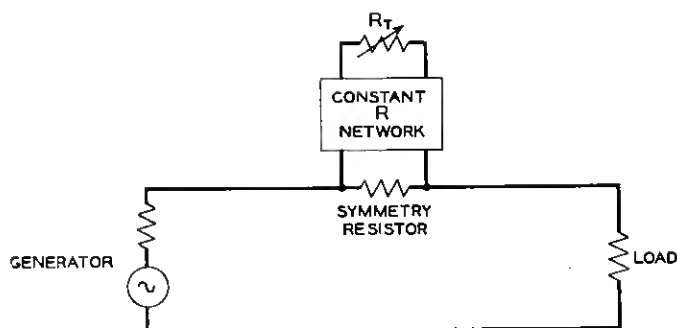 R_T
CONSTANT
R
NETWORK
SYMMETRY
RESISTOR
GENERATOR
LOAD